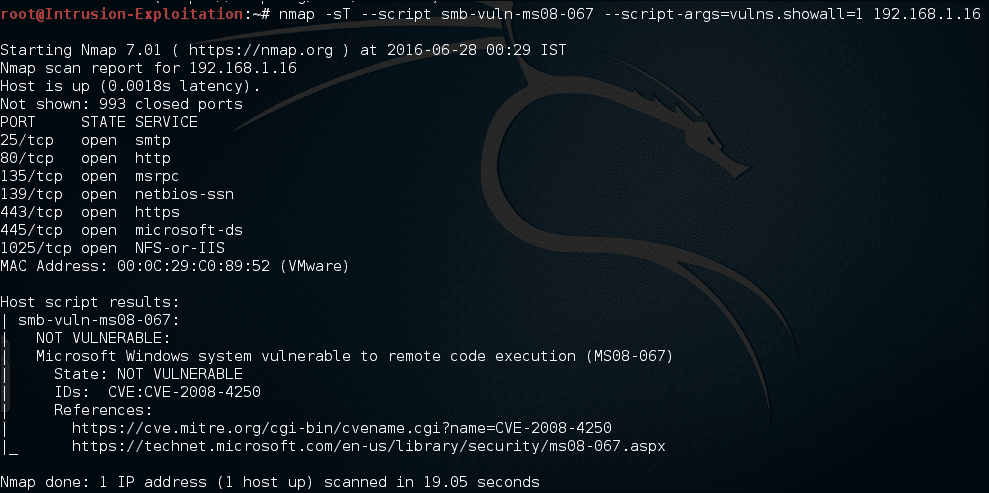 root@Intrusion-Exploitation:~# nmap -sT --script smb-vuln-ms08-067 --script-args=vulns.showall=1 192.168.1.16
Starting Nmap 7.01 ( https://nmap.org ) at 2016-06-28 00:29 IST
Nmap scan report for 192.168.1.16
Host is up (0.0018s latency).
Not shown: 993 closed ports
PORT     STATE SERVICE
25/tcp   open  smtp
80/tcp   open  http
135/tcp  open  msrpc
139/tcp  open  netbios-ssn
443/tcp  open  https
445/tcp  open  microsoft-ds
1025/tcp open  NFS-or-IIS
MAC Address: 00:0C:29:C0:89:52 (VMware)
Host script results:
| smb-vuln-ms08-067:
|   NOT VULNERABLE:
|   Microsoft Windows system vulnerable to remote code execution (MS08-067)
|     State: NOT VULNERABLE
|     IDs:  CVE:CVE-2008-4250
|     References:
|       https://cve.mitre.org/cgi-bin/cvename.cgi?name=CVE-2008-4250
|_      https://technet.microsoft.com/en-us/library/security/ms08-067.aspx
Nmap done: 1 IP address (1 host up) scanned in 19.05 seconds